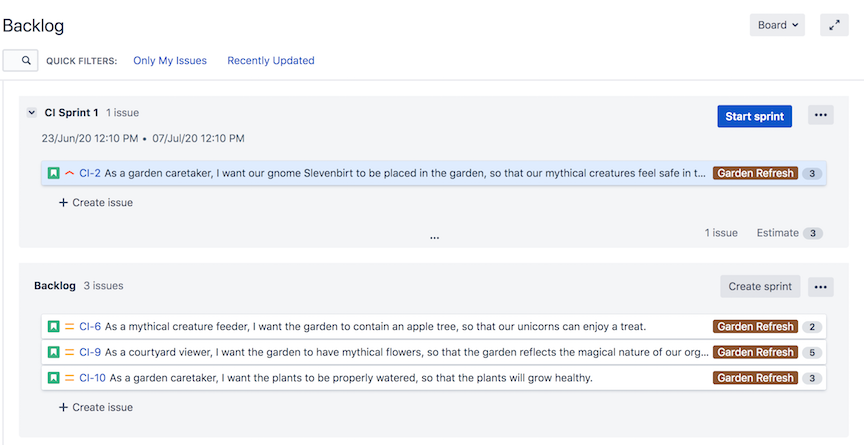 Backlog
Board
QUICK FILTERS: Only My Issues Recently Updated
CI Sprint 1 1 issue
Start sprint
•••
23/Jun/20 12:10 PM • 07/Jul/20 12:10 PM
CI-2 As a garden caretaker, I want our gnome Slevenbirt to be placed in the garden, so that our mythical creatures feel safe in t... Garden Refresh 3
+ Create issue
...
1 issue Estimate 3
Backlog 3 issues
Create sprint
•••
CI-6 As a mythical creature feeder, I want the garden to contain an apple tree, so that our unicorns can enjoy a treat. Garden Refresh 2
CI-9 As a courtyard viewer, I want the garden to have mythical flowers, so that the garden reflects the magical nature of our org... Garden Refresh 5
CI-10 As a garden caretaker, I want the plants to be properly watered, so that the plants will grow healthy. Garden Refresh 3
+ Create issue